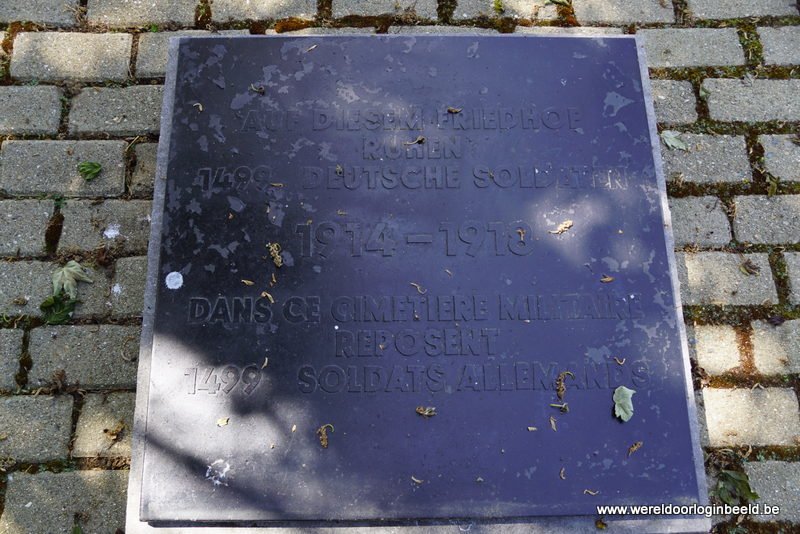 AUF DIESEM FRIEDHOF
RUHEN
1499 DEUTSCHE SOLDATEN
1914 – 1918
DANS CE CIMETIERE MILITAIRE
REPOSENT
1499 SOLDATS ALLEMANDS
www.wereldoorloginbeeld.be